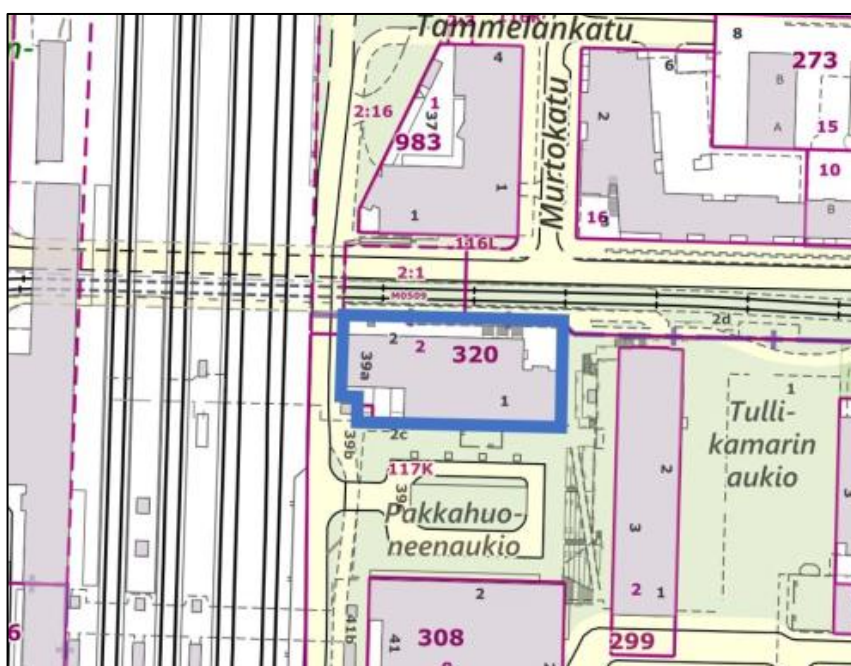 Tammelankatu
n-
4
8
6
273
B
A
2:16
1
37
983
2
Murtokatu
15
10
1
1
16
B
116L
2:1
M0509
2d
2
2
320
39a
1
1
2c
39b
Tulli-
kamarin
aukio
117K
Pakkahuo-
neenaukio
2
3
3
2
1
2
6
41b
41
308
299